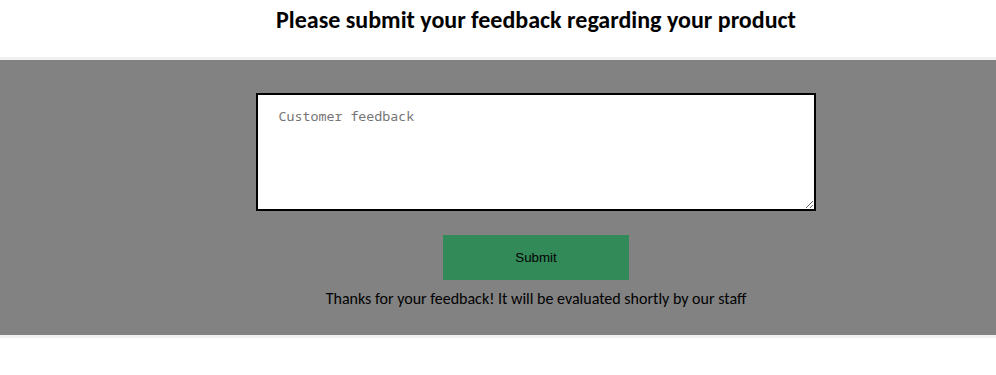 Please submit your feedback regarding your product
Customer feedback
Submit
Thanks for your feedback! It will be evaluated shortly by our staff